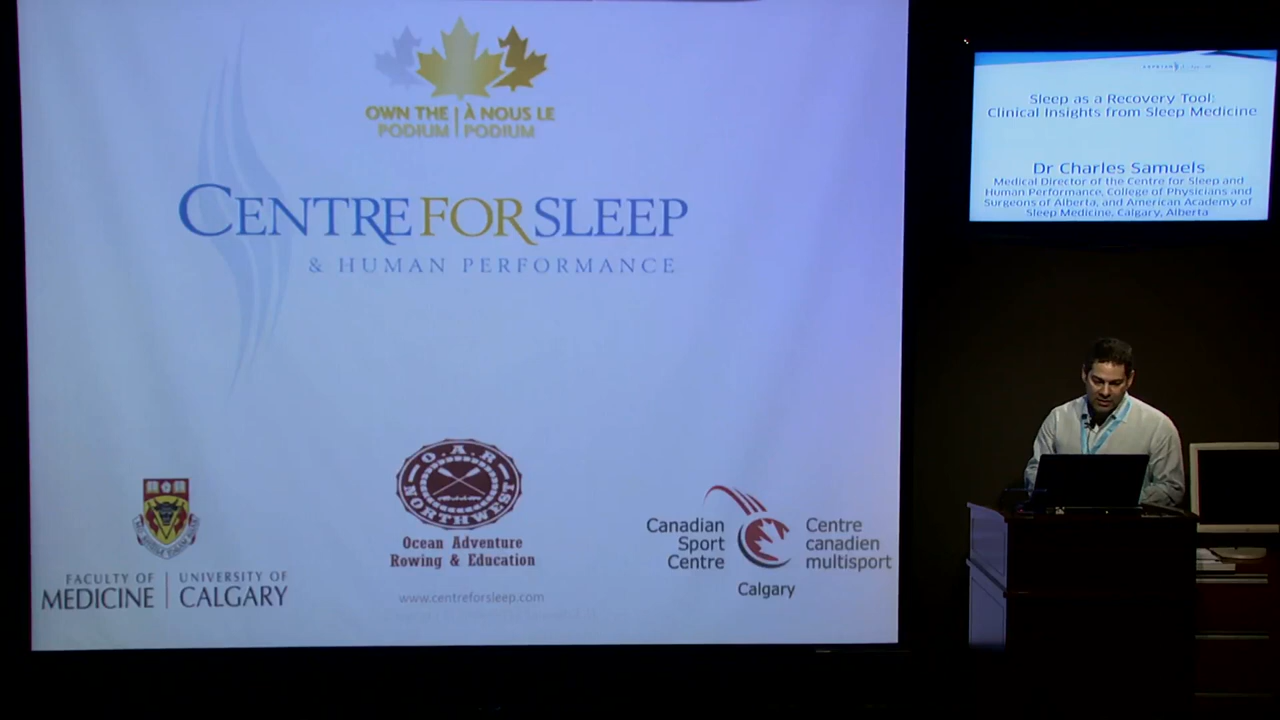 OWN THE PODIUM
À NOUS LE PODIUM
CENTRE FOR SLEEP
& HUMAN PERFORMANCE
FACULTY OF MEDICINE
UNIVERSITY OF CALGARY
O.A.R.
NORTHWEST
Ocean Adventure
Rowing & Education
www.centreforsleep.com
Canadian
Sport
Centre
Centre
canadien
multisport
Calgary
Sleep as a Recovery Tool:
Clinical Insights from Sleep Medicine
Dr Charles Samuels
Medical Director of the Centre for Sleep and
Human Performance, College of Physicians and
Surgeons of Alberta, and American Academy of
Sleep Medicine, Calgary, Alberta